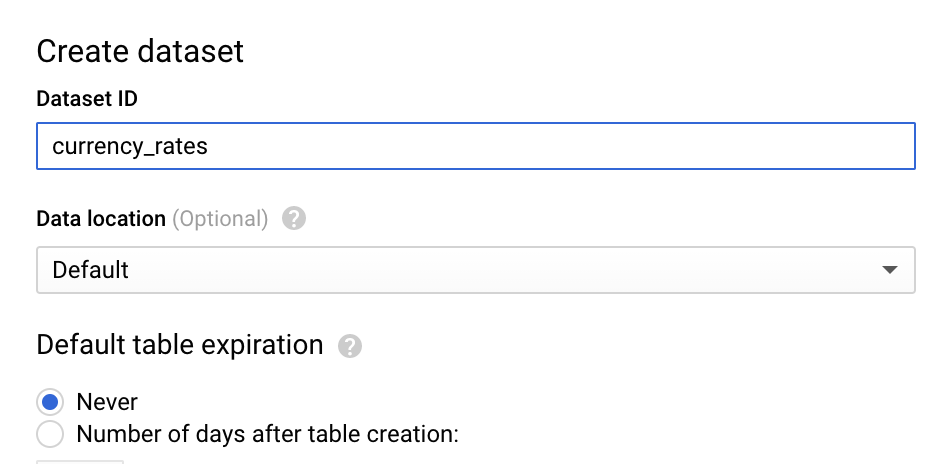 Create dataset
Dataset ID
currency_rates
Data location (Optional) ?
Default
Default table expiration ?
Never
Number of days after table creation: